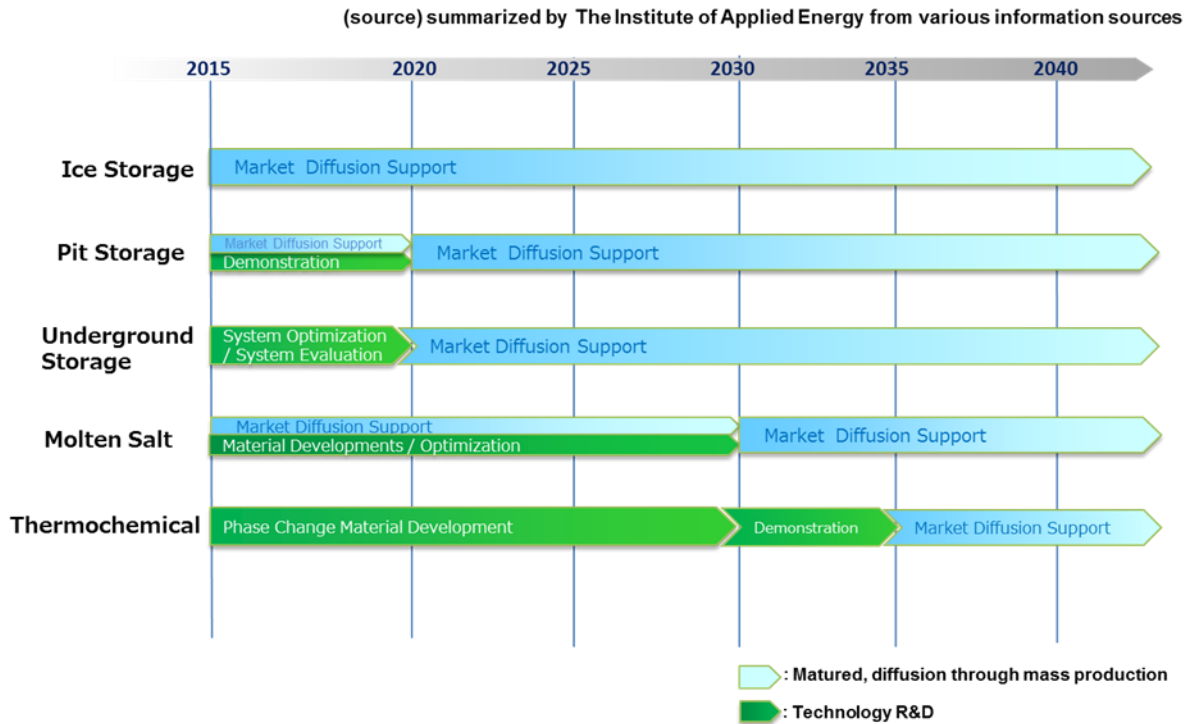 (source) summarized by The Institute of Applied Energy from various information sources
2015 2020 2025 2030 2035 2040
Ice Storage
Market Diffusion Support
Pit Storage
Market Diffusion Support
Demonstration
Market Diffusion Support
Underground
Storage
System Optimization
/ System Evaluation
Market Diffusion Support
Molten Salt
Market Diffusion Support
Material Developments / Optimization
Market Diffusion Support
Thermochemical
Phase Change Material Development
Demonstration
Market Diffusion Support
: Matured, diffusion through mass production
: Technology R&D